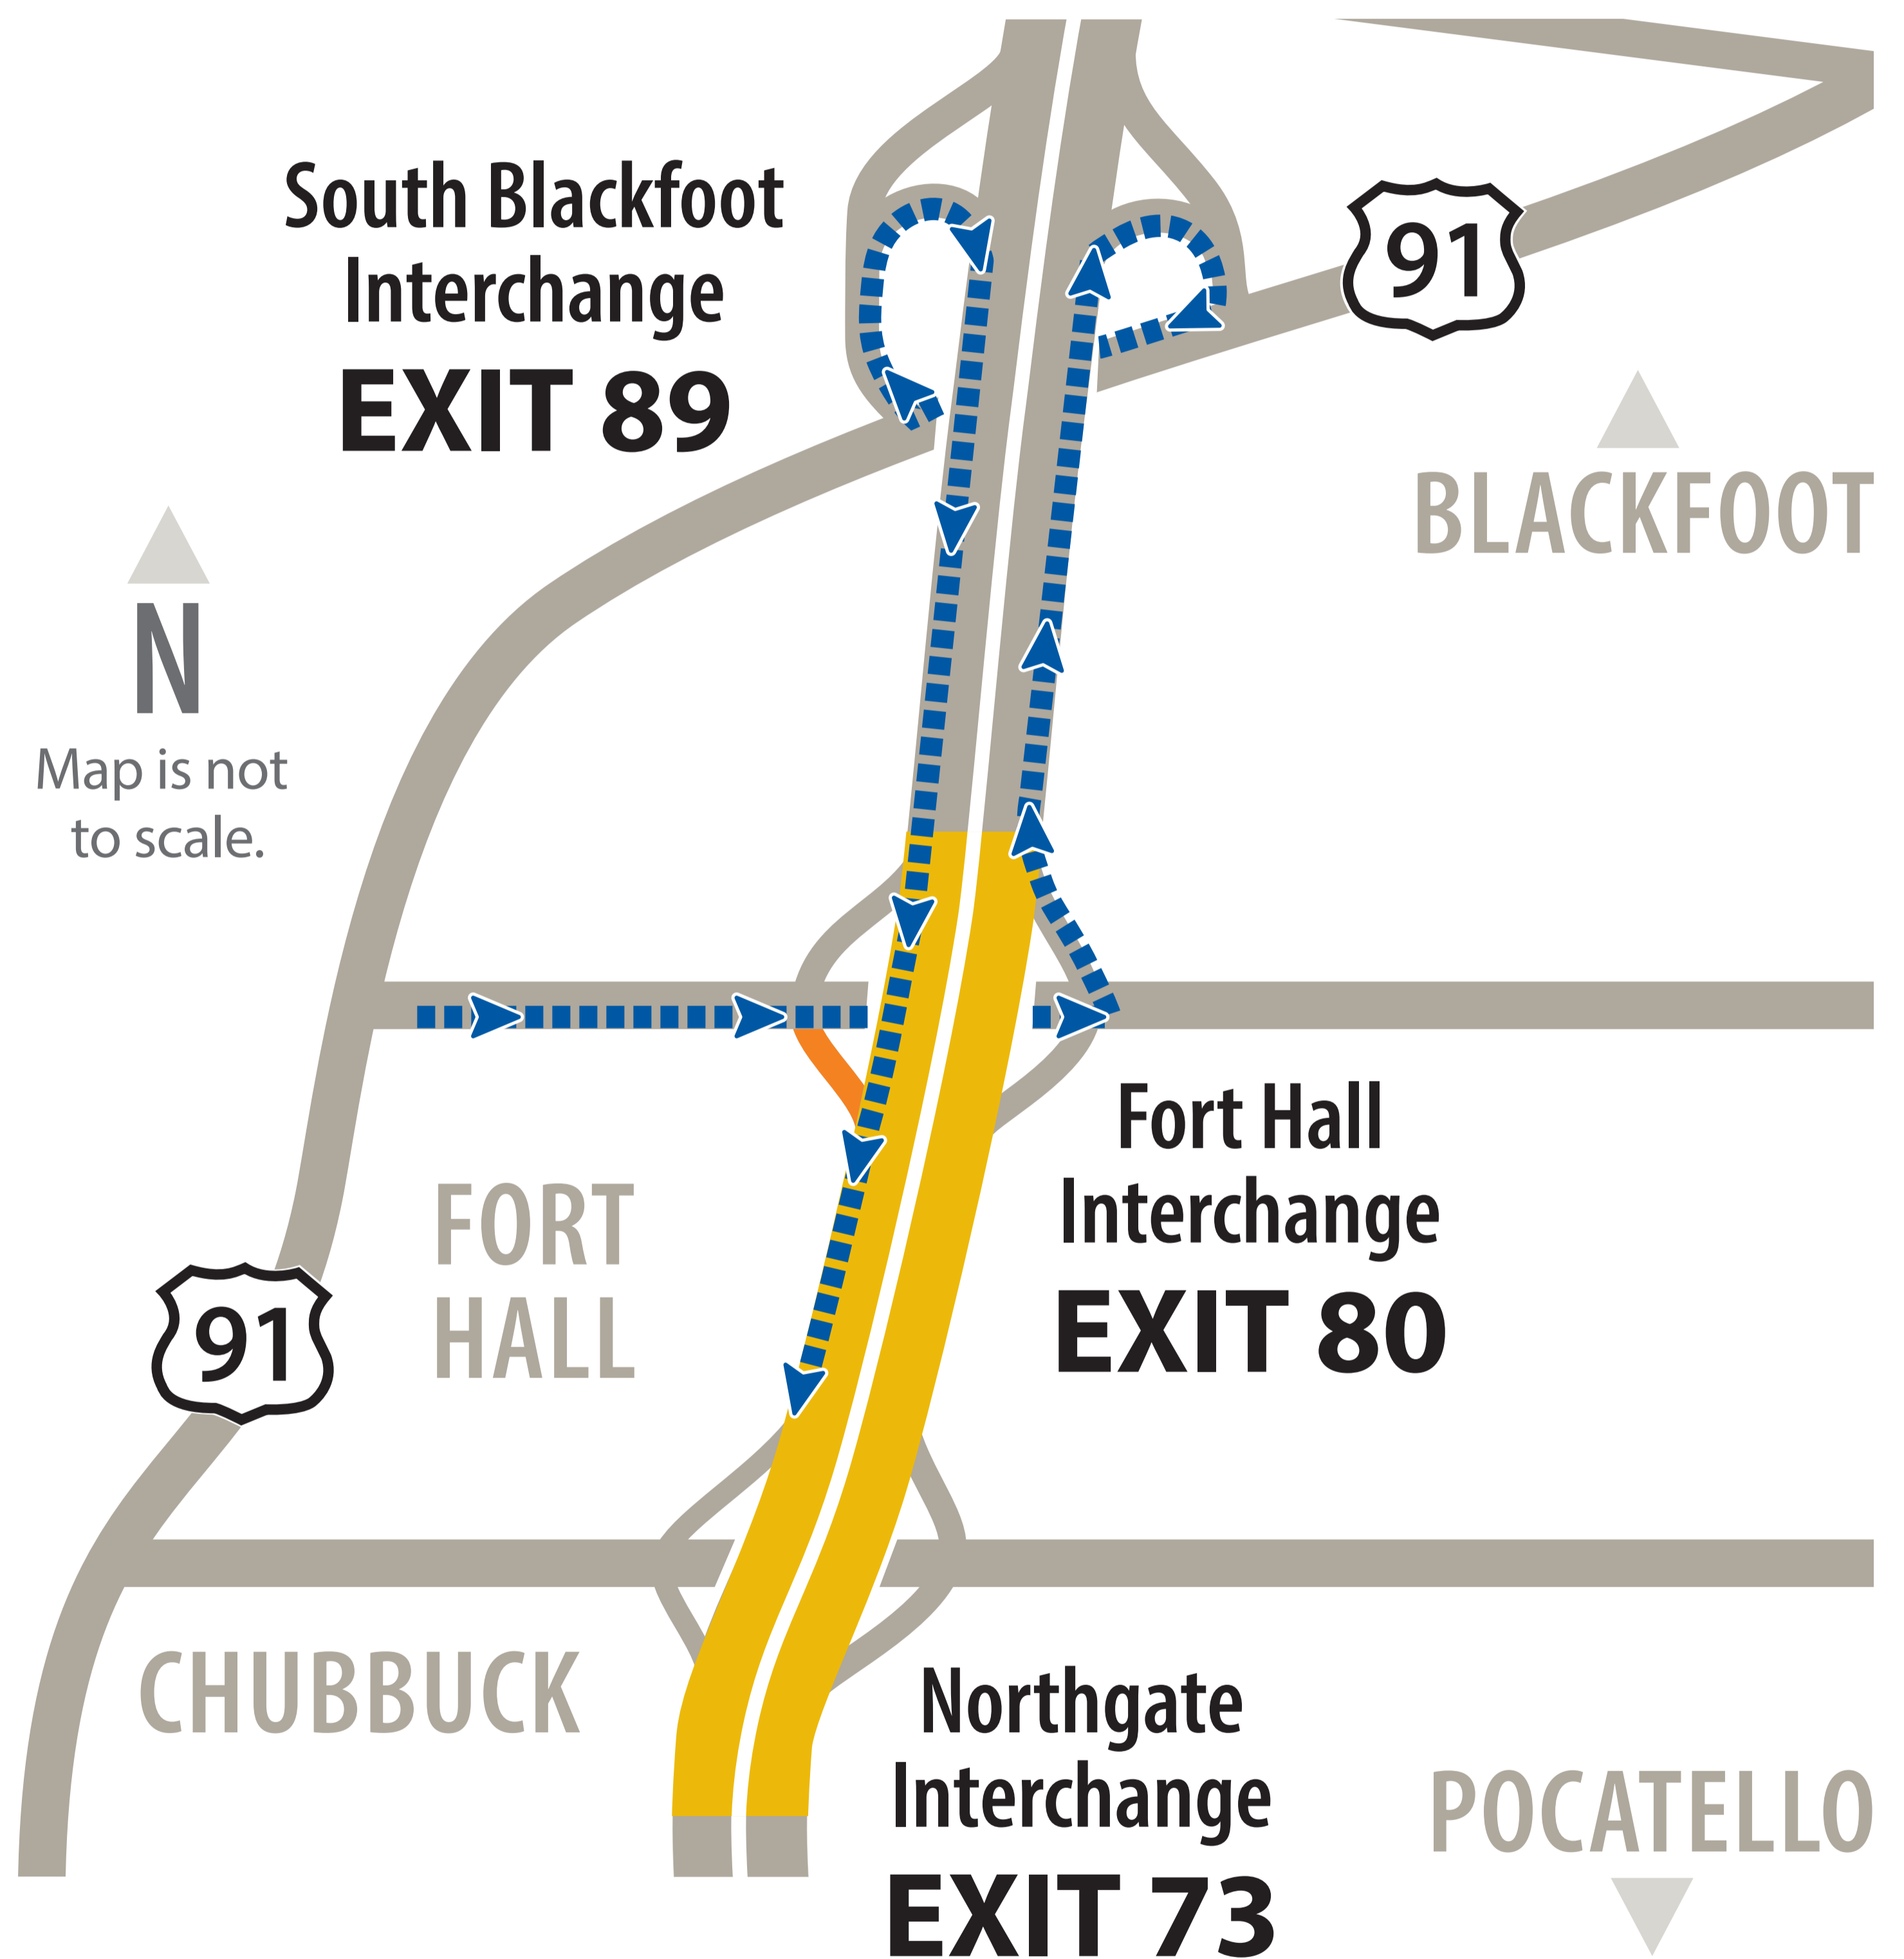 South Blackfoot
Interchange
EXIT 89
91
BLACKFOOT
N
Map is not
to scale.
Fort Hall
Interchange
EXIT 80
FORT
HALL
91
CHUBBUCK
Northgate
Interchange
EXIT 73
POCATELLO